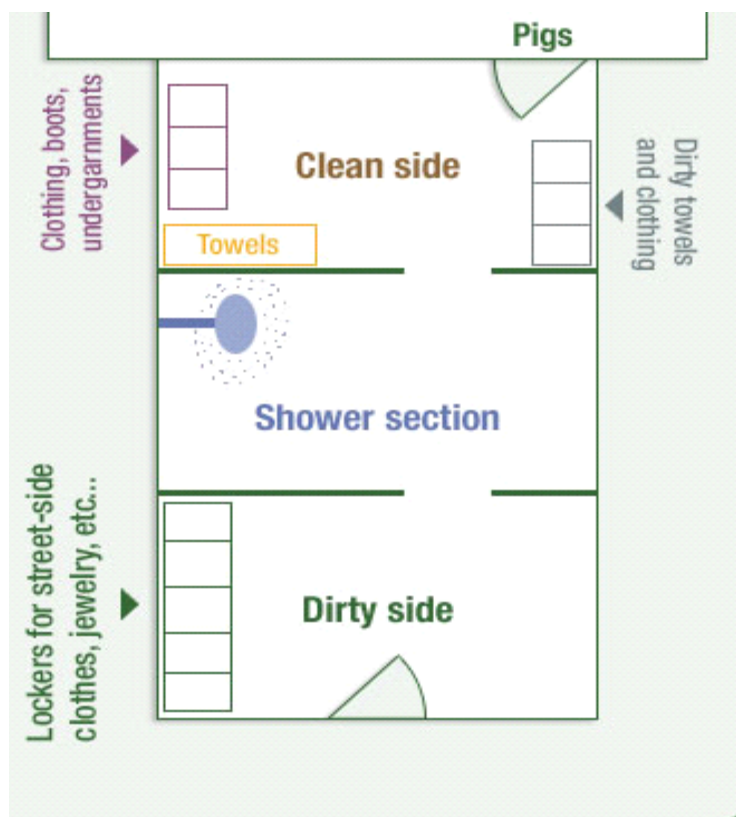 Pigs
Clothing, boots,
undergarnments
Clean side
Dirty towels
and clothing
Towels
Shower section
Lockers for street-side
clothes, jewelry, etc...
Dirty side